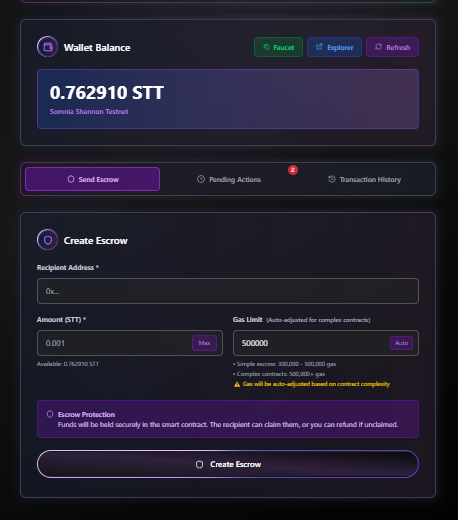 Wallet Balance
Faucet
Explorer
Refresh
0.762910 STT
Somnia Shannon Testnet
Send Escrow
Pending Actions
2
Transaction History
Create Escrow
Recipient Address *
0x...
Amount (STT) *
0.001
Max
Available: 0.762910 STT
Gas Limit (Auto-adjusted for complex contracts)
500000
Auto
• Simple escrow: 300,000 - 500,000 gas
• Complex contracts: 500,000+ gas
Gas will be auto-adjusted based on contract complexity
Escrow Protection
Funds will be held securely in the smart contract. The recipient can claim them, or you can refund if unclaimed.
Create Escrow